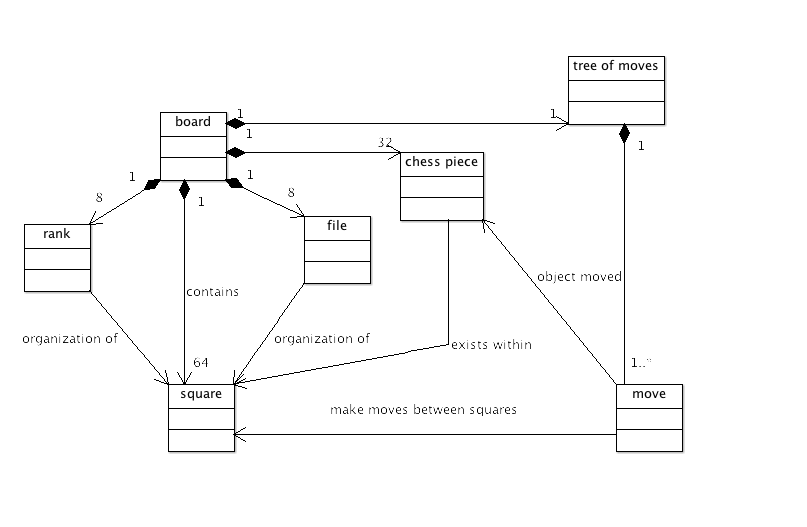 tree of moves
board
1
1
1
32
chess piece
1
1
1
1
8
8
rank
file
object moved
contains
organization of
organization of
exists within
64
1..*
square
move
make moves between squares